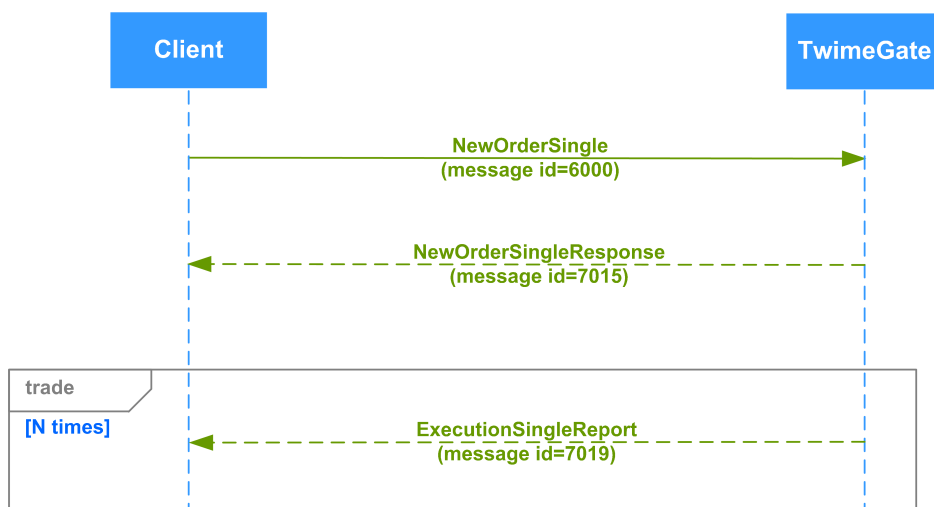 Client
TwimeGate
NewOrderSingle
(message id=6000)
NewOrderSingleResponse
(message id=7015)
trade
[N times]
ExecutionSingleReport
(message id=7019)